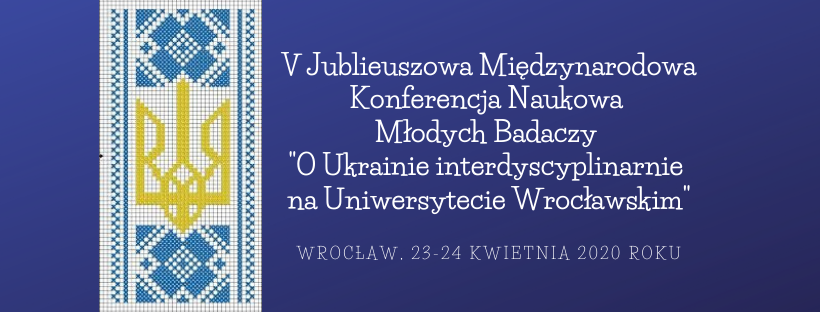 V Jublieuszowa Międzynarodowa
Konferencja Naukowa
Młodych Badaczy
"O Ukrainie interdyscyplinarnie
na Uniwersytecie Wrocławskim"
WROCŁAW, 23-24 KWIETNIA 2020 ROKU